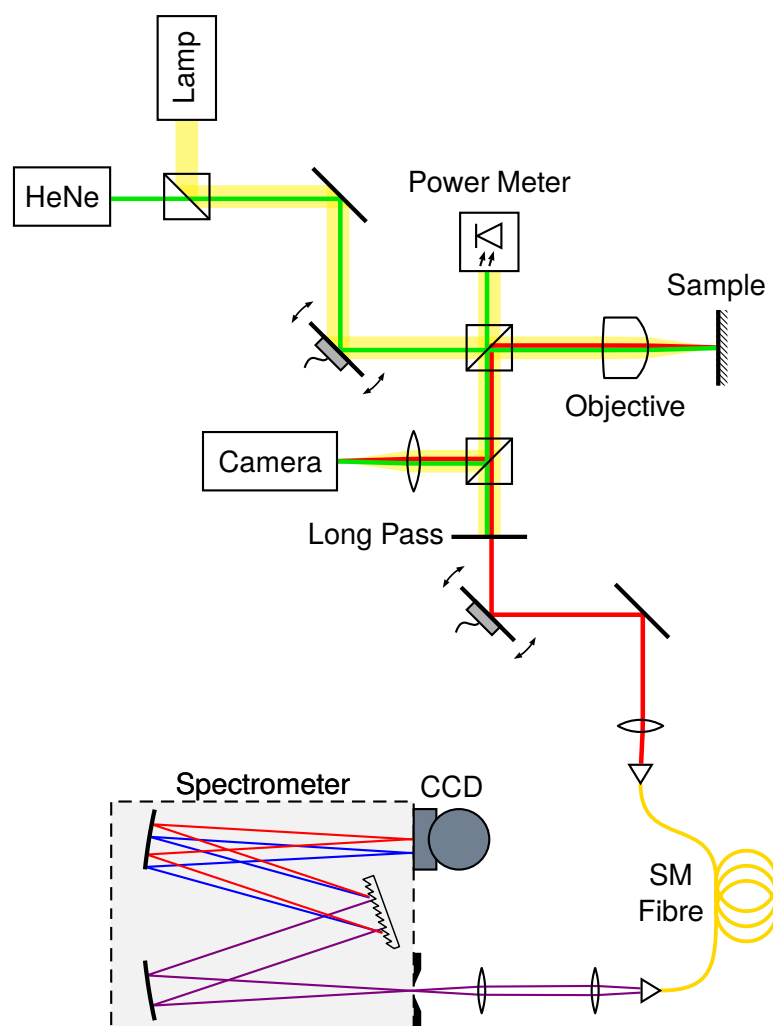 Lamp
HeNe
Power Meter
Sample
Objective
Camera
Long Pass
Spectrometer
CCD
SM
Fibre